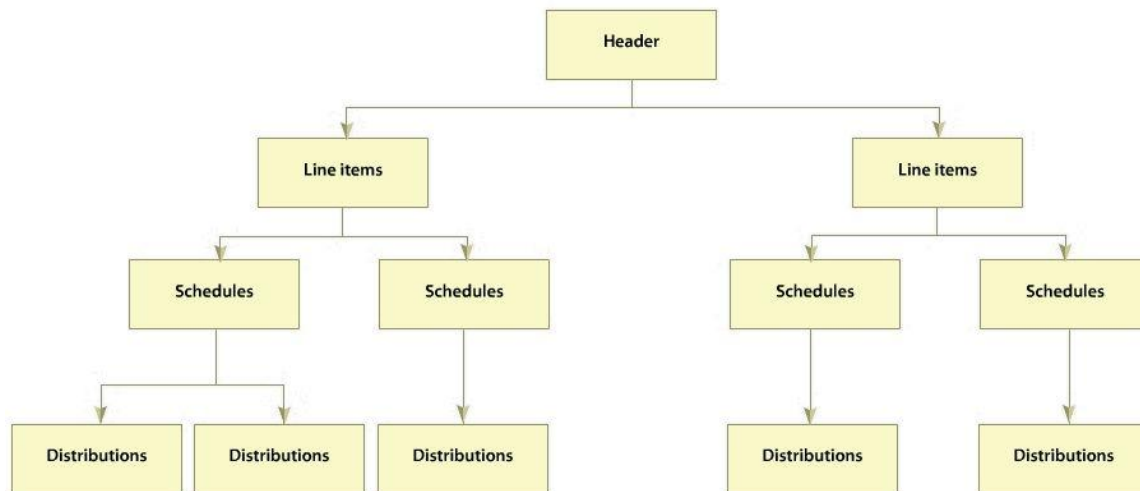 Header
Line items
Line items
Schedules
Schedules
Schedules
Schedules
Distributions
Distributions
Distributions
Distributions
Distributions